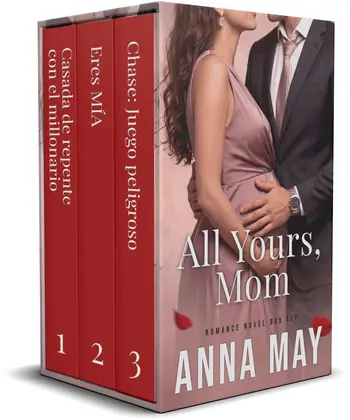 Casada de repente
con el millonario
1
Eres MÍA
2
Chase: Juego peligroso
3
All Yours,
Mom
ROMANCE NOVEL BOX SET
ANNA MAY